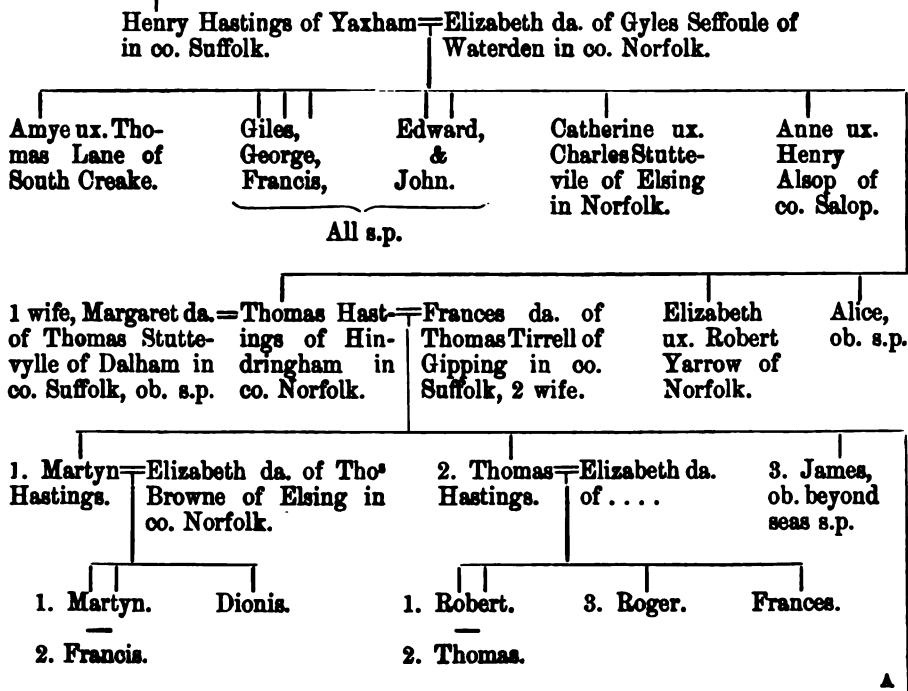 Henry Hastings of Yaxham=Elizabeth da. of Gyles Seffoule of
in co. Suffolk. Waterden in co. Norfolk.
Amye ux. Tho-
mas Lane of
South Creake.
Giles,
George,
Francis,
Edward,
&
John.
All s.p.
Catherine ux.
Charles Stutte-
vile of Elsing
in Norfolk.
Anne ux.
Henry
Alsop of
co. Salop.
1 wife, Margaret da.=
of Thomas Stutte-
vylle of Dalham in
co. Suffolk, ob. s.p.
Thomas Hast-=
ings of Hin-
dringham in
co. Norfolk.
Frances da. of
Thomas Tirrell of
Gipping in co.
Suffolk, 2 wife.
Elizabeth
ux. Robert
Yarrow of
Norfolk.
Alice,
ob. s.p.
1. Martyn=
Hastings.
Elizabeth da. of Thoˢ
Browne of Elsing in
co. Norfolk.
2. Thomas=
Hastings.
Elizabeth da.
of . . . .
3. James,
ob. beyond
seas s.p.
1. Martyn.
2. Francis.
Dionis.
1. Robert.
2. Thomas.
3. Roger.
Frances.
A